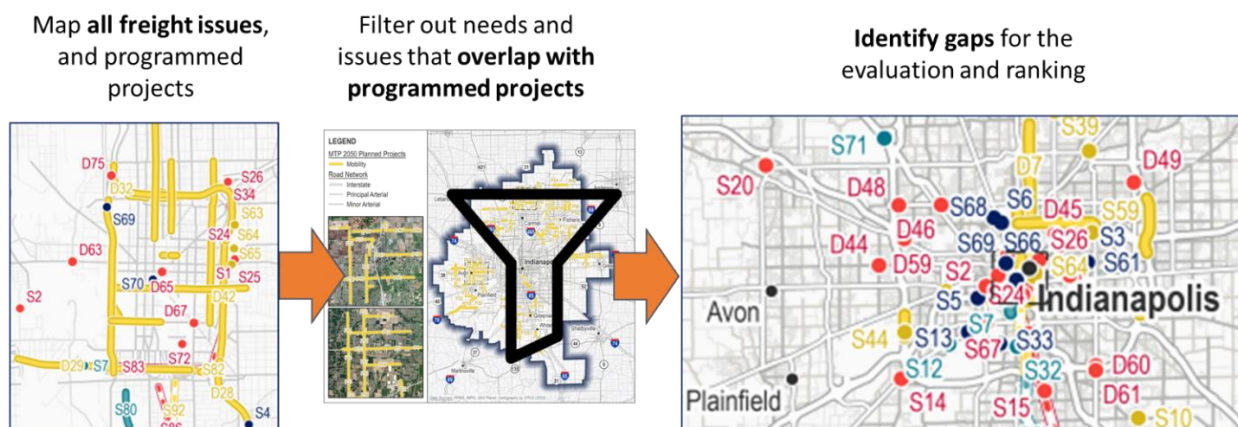 Map all freight issues,
and programmed
projects
Filter out needs and
issues that overlap with
programmed projects
Identify gaps for the
evaluation and ranking
D75
S26
D32
S34
S69
S63
S24
S64
D63
S65
S1
S25
S70
D65
D42
S2
D67
S72
D29
S7
S83
S82
D28
S80
S92
S86
S4
LEGEND
MTP 2050 Planned Projects
Mobility
Road Network
Interstate
Principal Arterial
Minor Arterial
Indianapolis
Plainfield
Shelbyville
Martinsville
S39
S71
D7
D49
S20
D48
S6
S68
D45
S59
D46
S3
D44
S69
S66
S26
S61
D59
S2
S64
S24
Indianapolis
Avon
S5
S7
S44
S13
S33
S67
S12
S32
D60
D61
Plainfield
S14
S15
S10